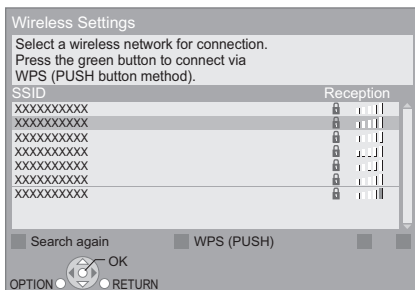 Wireless Settings
Select a wireless network for connection.
Press the green button to connect via
WPS (PUSH button method).
SSID Reception
XXXXXXXXXX
XXXXXXXXXX
XXXXXXXXXX
XXXXXXXXXX
XXXXXXXXXX
XXXXXXXXXX
XXXXXXXXXX
Search again WPS (PUSH)
OK
OPTION RETURN